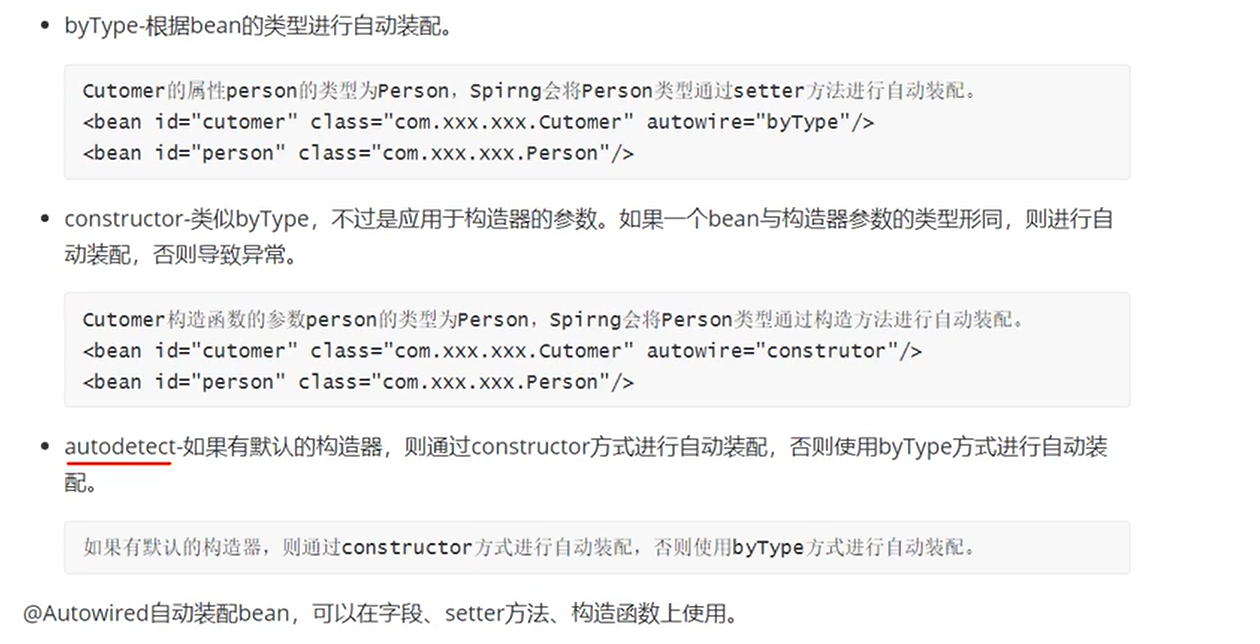 byType-根据bean的类型进行自动装配。
Cutomer的属性person的类型为Person，Spirng会将Person类型通过setter方法进行自动装配。
<bean id="cutomer" class="com.xxx.xxx.Cutomer" autowire="byType"/>
<bean id="person" class="com.xxx.xxx.Person"/>
constructor-类似byType，不过是应用于构造器的参数。如果一个bean与构造器参数的类型形同，则进行自
动装配，否则导致异常。
Cutomer构造函数的参数person的类型为Person，Spirng会将Person类型通过构造方法进行自动装配。
<bean id="cutomer" class="com.xxx.xxx.Cutomer" autowire="construtor"/>
<bean id="person" class="com.xxx.xxx.Person"/>
autodetect-如果有默认的构造器，则通过constructor方式进行自动装配，否则使用byType方式进行自动装
配。
如果有默认的构造器，则通过constructor方式进行自动装配，否则使用byType方式进行自动装配。
@Autowired自动装配bean，可以在字段、setter方法、构造函数上使用。